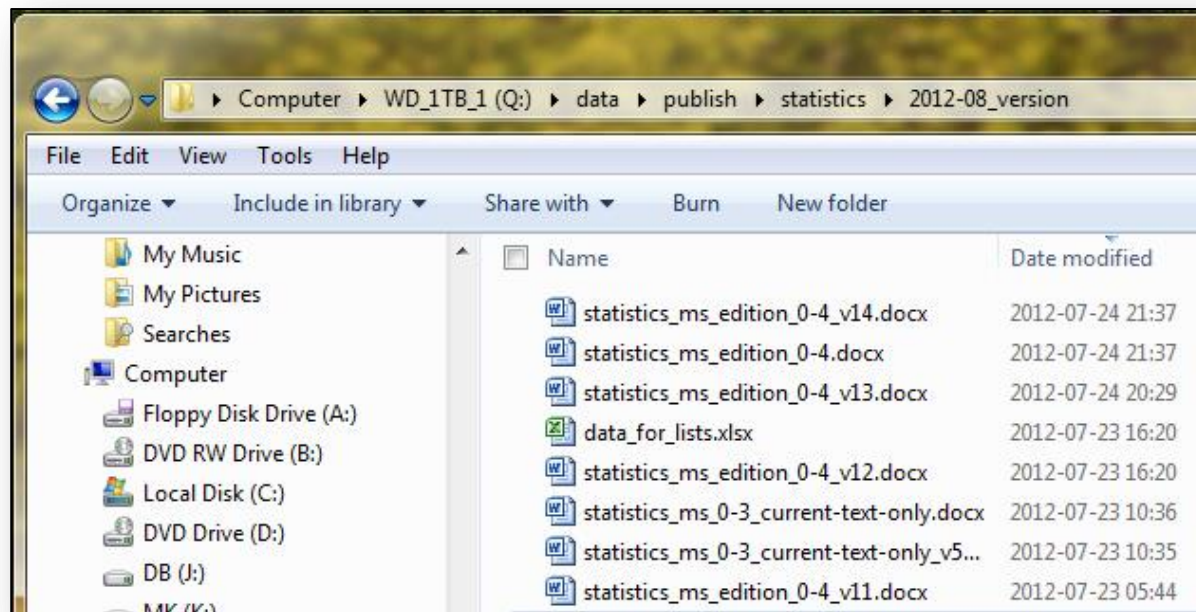 Computer ▸ WD_1TB_1 (Q:) ▸ data ▸ publish ▸ statistics ▸ 2012-08_version
File Edit View Tools Help
Organize Include in library Share with Burn New folder
My Music
My Pictures
Searches
Computer
Floppy Disk Drive (A:)
DVD RW Drive (B:)
Local Disk (C:)
DVD Drive (D:)
DB (J:)
MK (K:)
Name Date modified
statistics_ms_edition_0-4_v14.docx 2012-07-24 21:37
statistics_ms_edition_0-4.docx 2012-07-24 21:37
statistics_ms_edition_0-4_v13.docx 2012-07-24 20:29
data_for_lists.xlsx 2012-07-23 16:20
statistics_ms_edition_0-4_v12.docx 2012-07-23 16:20
statistics_ms_0-3_current-text-only.docx 2012-07-23 10:36
statistics_ms_0-3_current-text-only_v5... 2012-07-23 10:35
statistics_ms_edition_0-4_v11.docx 2012-07-23 05:44